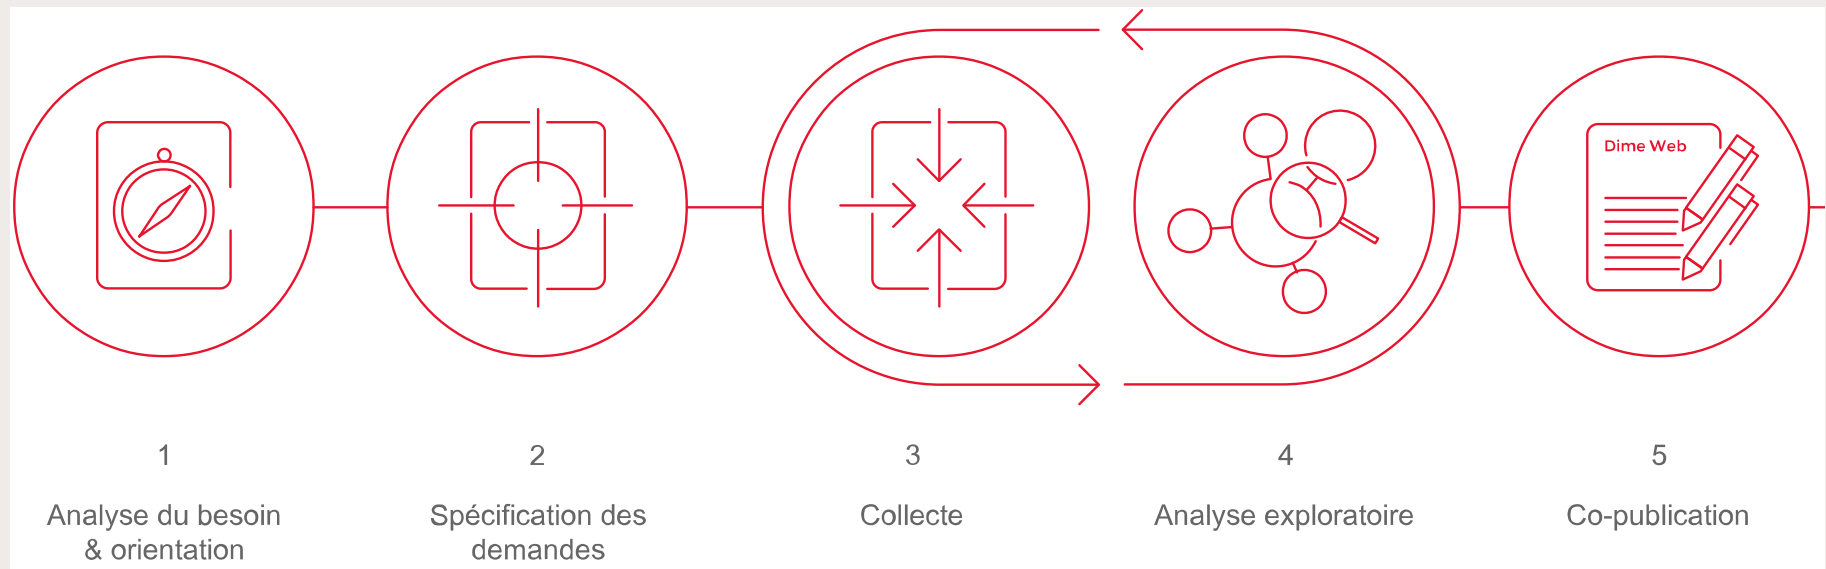 Dime Web
1
2
3
4
5
Analyse du besoin
& orientation
Spécification des
demandes
Collecte
Analyse exploratoire
Co-publication